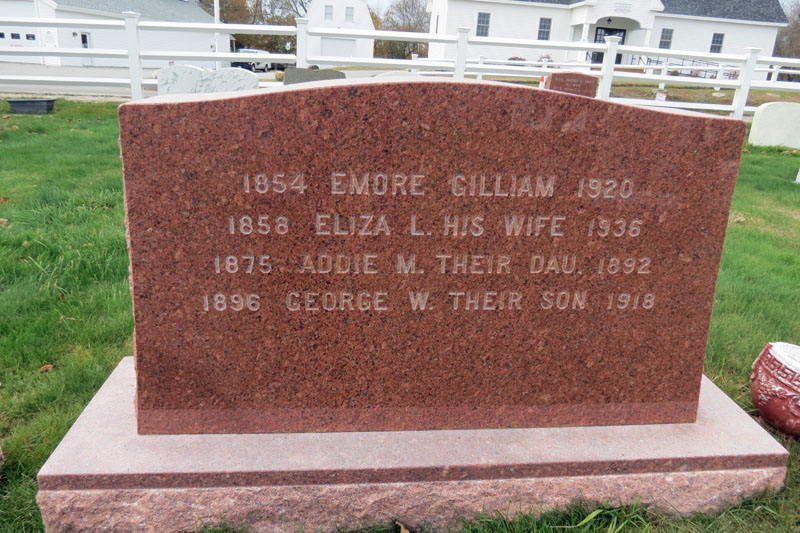 1854 EMORE GILLIAM 1920
1858 ELIZA L. HIS WIFE 1936
1875 ADDIE M. THEIR DAU. 1892
1896 GEORGE W. THEIR SON 1918